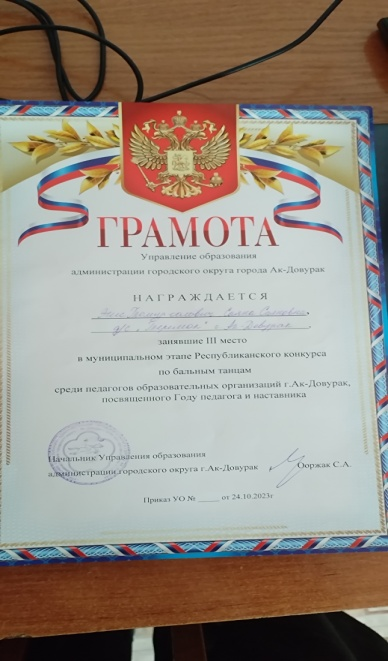 ГРАМОТА
Управление образования
администрации городского округа города Ак-Довурак
НАГРАЖДАЕТСЯ
г. Ак-Довурак
занявшие III место
в муниципальном этапе Республиканского конкурса
по бальным танцам
среди педагогов образовательных организаций г.Ак-Довурак,
посвященного Году педагога и наставника
Начальник Управления образования
администрации городского округа г.Ак-Довурак Ооржак С.А.
Приказ УО № _____ от 24.10.2023г